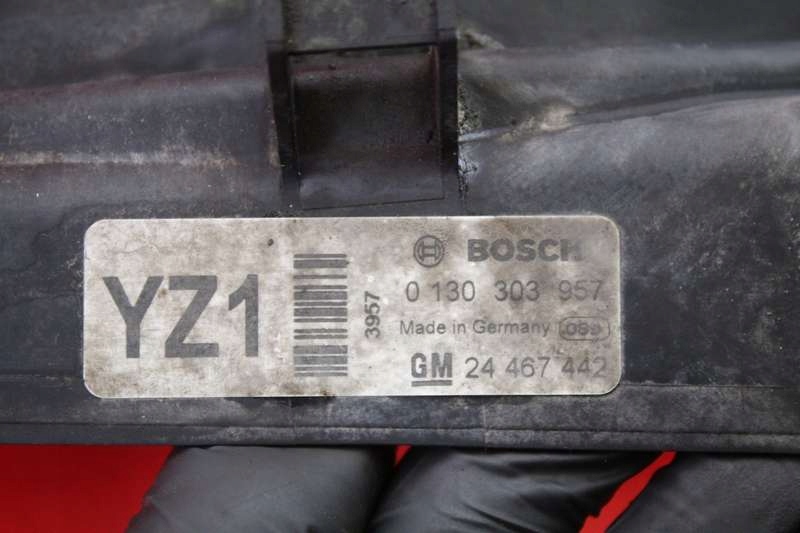 YZ1
3957
BOSCH
0 130 303 957
Made in Germany
GM 24 467 442